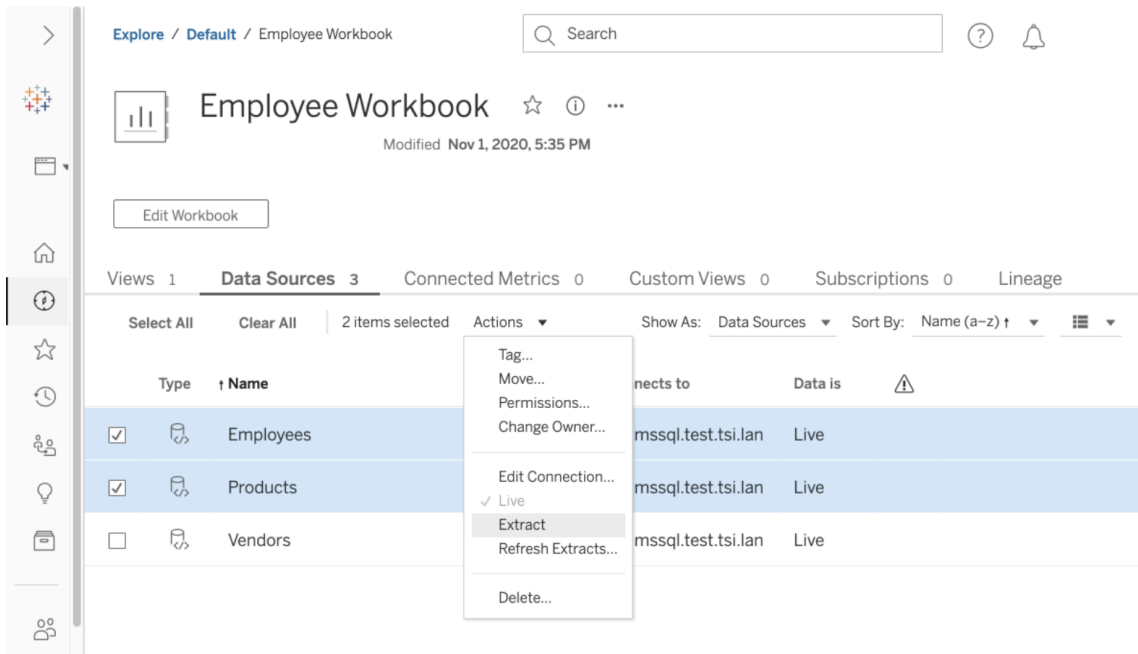 Explore / Default / Employee Workbook
Search
Employee Workbook
Modified Nov 1, 2020, 5:35 PM
Edit Workbook
Views 1 Data Sources 3 Connected Metrics 0 Custom Views 0 Subscriptions 0 Lineage
Select All Clear All 2 items selected Actions Show As: Data Sources Sort By: Name (a–z) ↑
Type ↑ Name nects to Data is
Employees mssql.test.tsi.lan Live
Products mssql.test.tsi.lan Live
Vendors mssql.test.tsi.lan Live
Tag...
Move...
Permissions...
Change Owner...
Edit Connection...
Live
Extract
Refresh Extracts...
Delete...